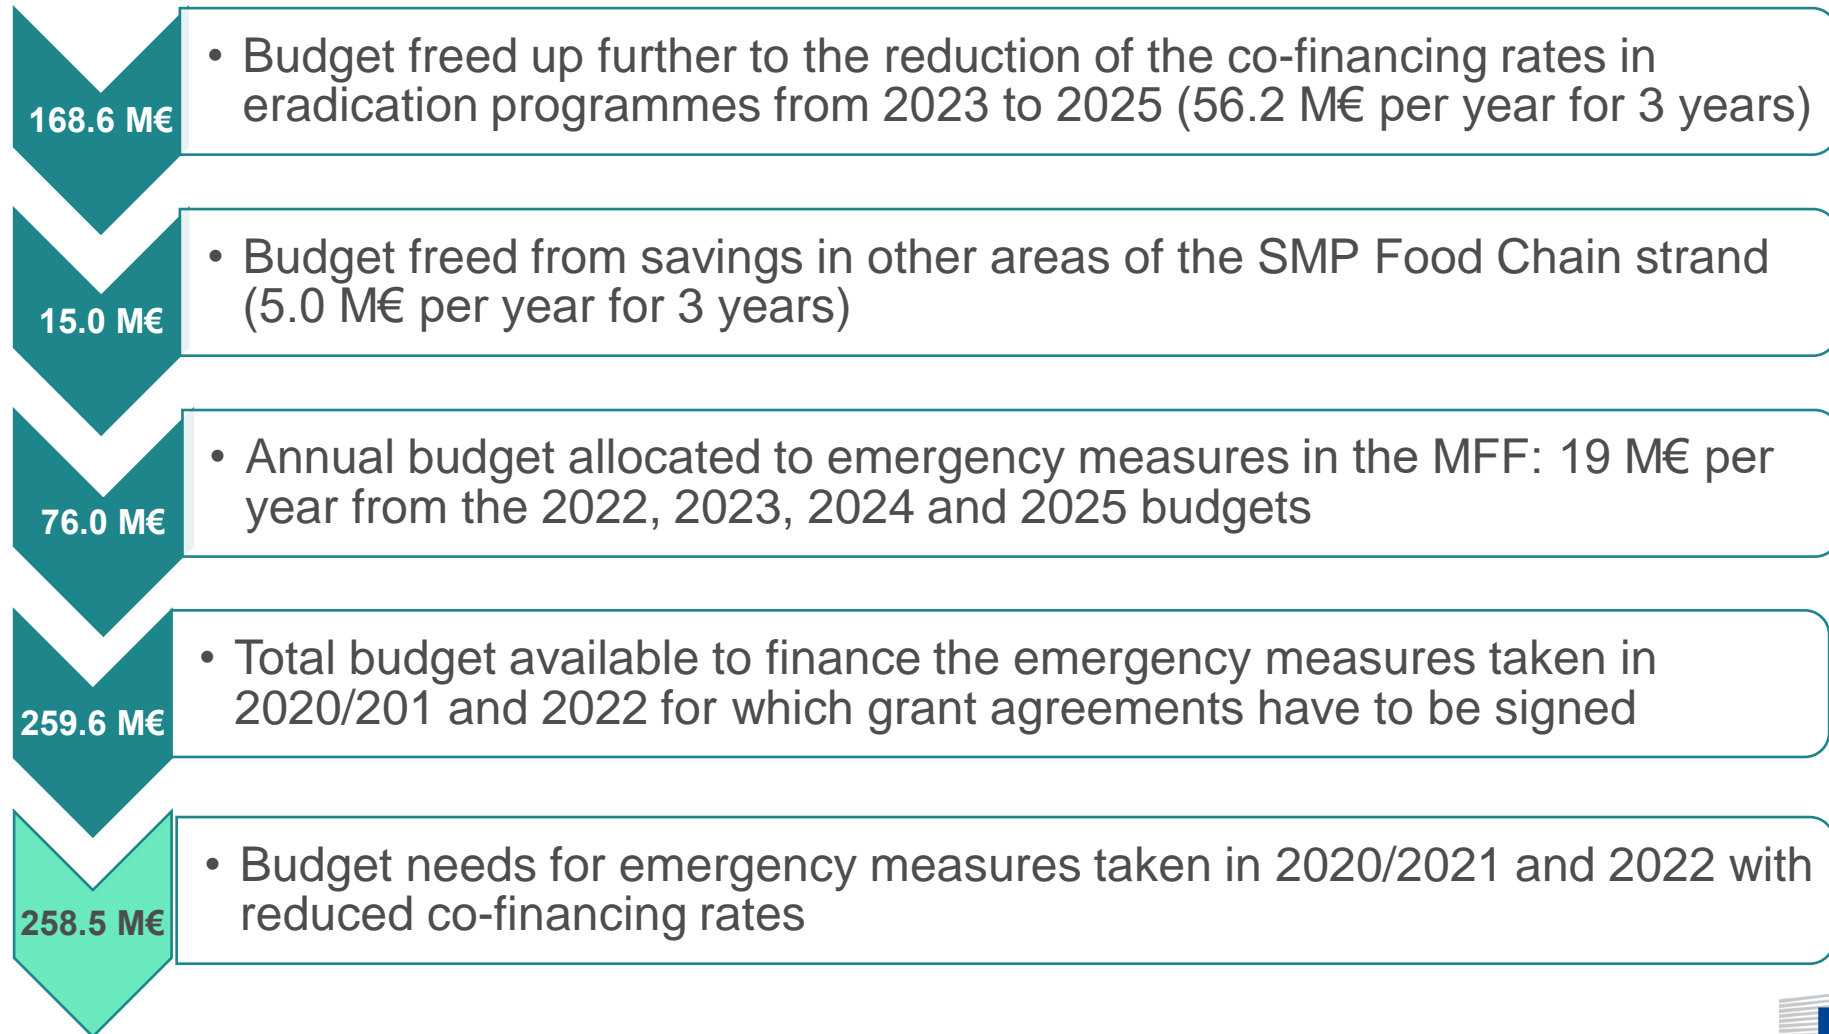 • Budget freed up further to the reduction of the co-financing rates in
eradication programmes from 2023 to 2025 (56.2 M€ per year for 3 years)
168.6 M€
• Budget freed from savings in other areas of the SMP Food Chain strand
(5.0 M€ per year for 3 years)
15.0 M€
• Annual budget allocated to emergency measures in the MFF: 19 M€ per
year from the 2022, 2023, 2024 and 2025 budgets
76.0 M€
• Total budget available to finance the emergency measures taken in
2020/201 and 2022 for which grant agreements have to be signed
259.6 M€
• Budget needs for emergency measures taken in 2020/2021 and 2022 with
reduced co-financing rates
258.5 M€